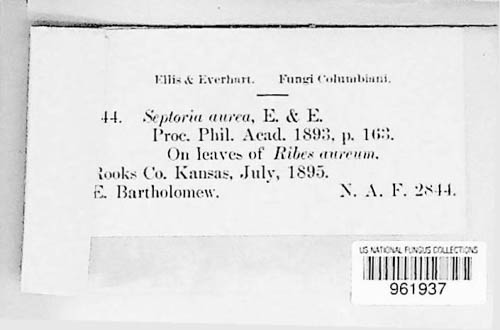 Ellis & Everhart. Fungi Columbiani.
44. Septoria aurea, E. & E.
Proc. Phil. Acad. 1893, p. 163.
On leaves of Ribes aureum.
Rooks Co. Kansas, July, 1895.
E. Bartholomew. N. A. F. 2844.
US NATIONAL FUNGUS COLLECTIONS
961937